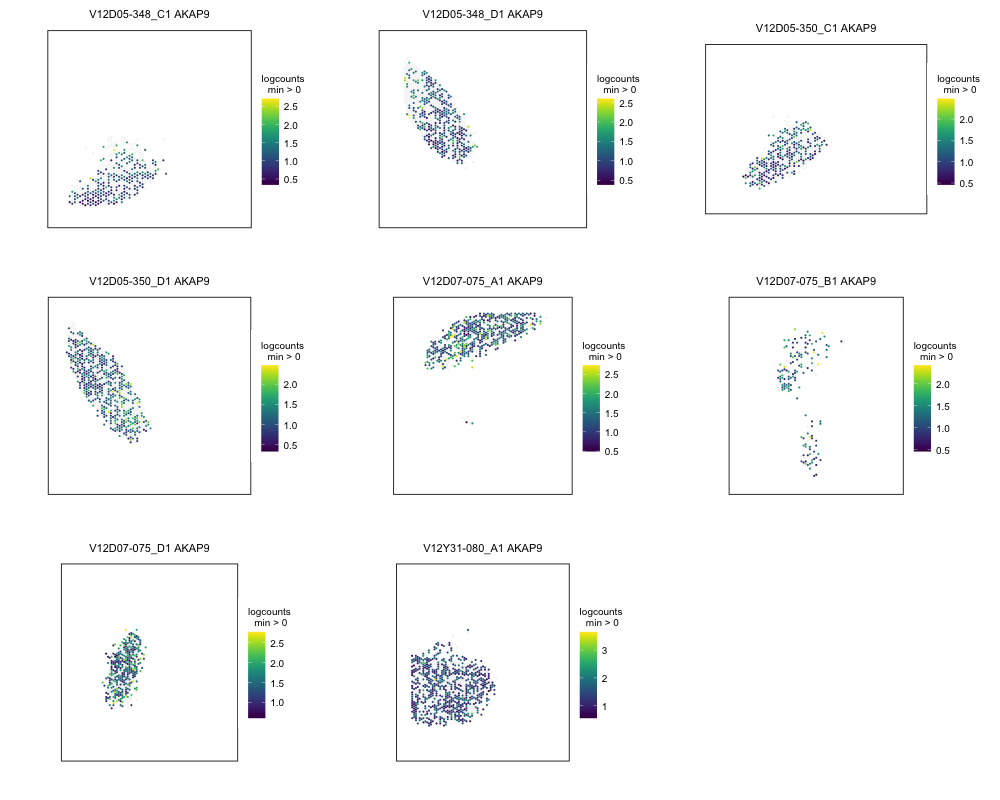 V12D05-348_C1 AKAP9
logcounts
min > 0
2.5
2.0
1.5
1.0
0.5
V12D05-348_D1 AKAP9
logcounts
min > 0
2.5
2.0
1.5
1.0
0.5
V12D05-350_C1 AKAP9
logcounts
min > 0
2.0
1.5
1.0
0.5
V12D05-350_D1 AKAP9
logcounts
min > 0
2.0
1.5
1.0
0.5
V12D07-075_A1 AKAP9
logcounts
min > 0
2.5
2.0
1.5
1.0
0.5
V12D07-075_B1 AKAP9
logcounts
min > 0
2.0
1.5
1.0
0.5
V12D07-075_D1 AKAP9
logcounts
min > 0
2.5
2.0
1.5
1.0
V12Y31-080_A1 AKAP9
logcounts
min > 0
3
2
1